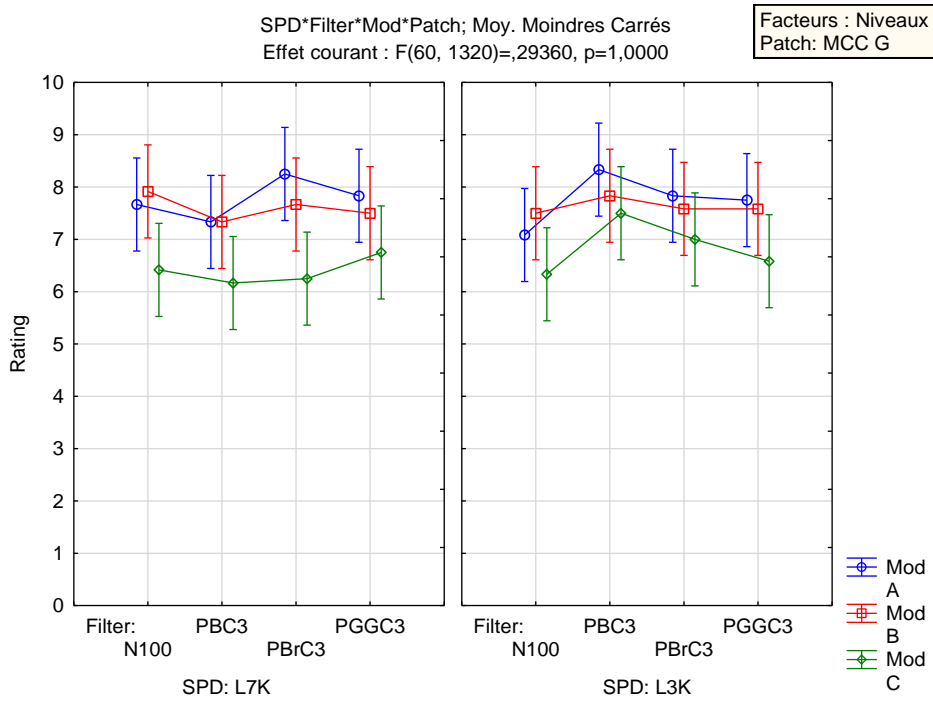 SPD*Filter*Mod*Patch; Moy. Moindres Carrés
Effet courant : F(60, 1320)=,29360, p=1,0000
Facteurs : Niveaux
Patch: MCC G
10
9
8
7
6
5
4
3
2
1
0
Rating
Filter:
N100
PBC3
PBrC3
PGGC3
SPD: L7K
Filter:
N100
PBC3
PBrC3
PGGC3
SPD: L3K
Mod
A
Mod
B
Mod
C